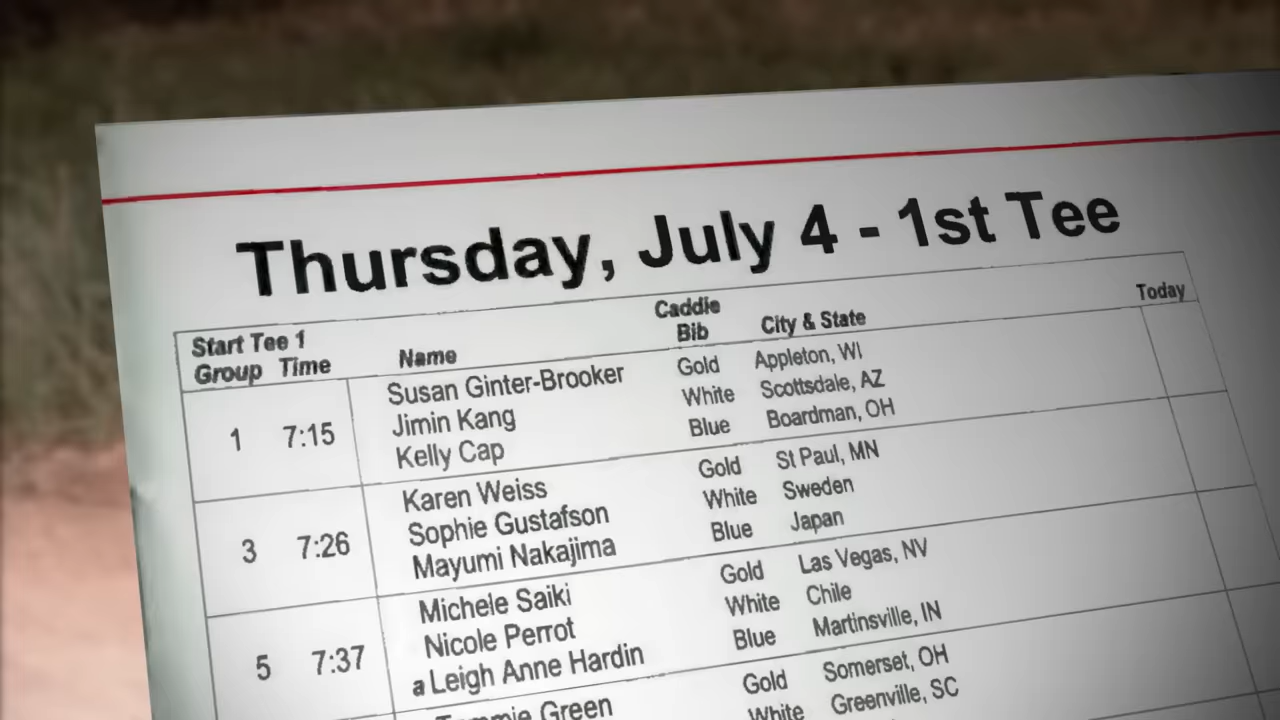 Thursday, July 4 - 1st Tee
Start Tee 1
Group Time Name Caddie Bib City & State Today
1 7:15
Susan Ginter-Brooker Gold Appleton, WI
Jimin Kang White Scottsdale, AZ
Kelly Cap Blue Boardman, OH
3 7:26
Karen Weiss Gold St Paul, MN
Sophie Gustafson White Sweden
Mayumi Nakajima Blue Japan
5 7:37
Michele Saiki Gold Las Vegas, NV
Nicole Perrot White Chile
a Leigh Anne Hardin Blue Martinsville, IN
Tammie Green Gold Somerset, OH
White Greenville, SC